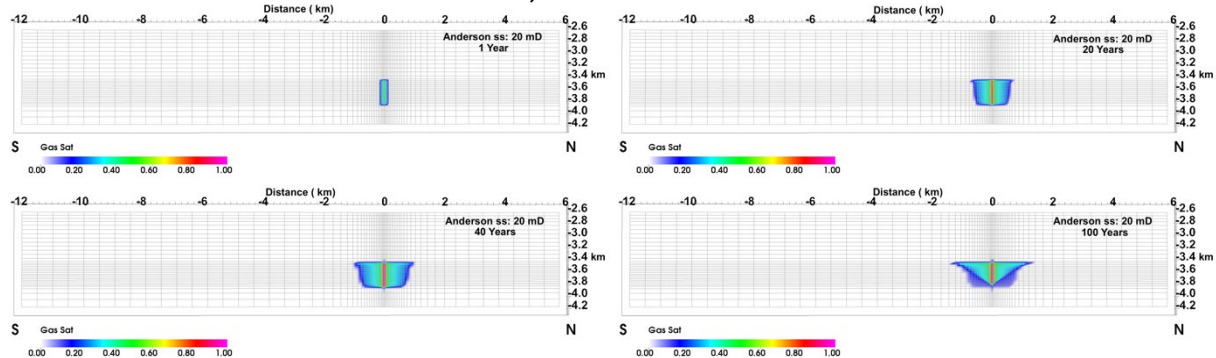 Distance ( km)
-12 -10 -8 -6 -4 -2 0 2 4 6
Anderson ss: 20 mD
1 Year
-2.6
-2.8
-3.0
-3.2
-3.4 km
-3.6
-3.8
-4.0
-4.2
S N
Gas Sat
0.00 0.20 0.40 0.60 0.80 1.00
Distance ( km)
-12 -10 -8 -6 -4 -2 0 2 4 6
Anderson ss: 20 mD
20 Years
-2.6
-2.8
-3.0
-3.2
-3.4 km
-3.6
-3.8
-4.0
-4.2
S N
Gas Sat
0.00 0.20 0.40 0.60 0.80 1.00
Distance ( km)
-12 -10 -8 -6 -4 -2 0 2 4 6
Anderson ss: 20 mD
40 Years
-2.6
-2.8
-3.0
-3.2
-3.4 km
-3.6
-3.8
-4.0
-4.2
S N
Gas Sat
0.00 0.20 0.40 0.60 0.80 1.00
Distance ( km)
-12 -10 -8 -6 -4 -2 0 2 4 6
Anderson ss: 20 mD
100 Years
-2.6
-2.8
-3.0
-3.2
-3.4 km
-3.6
-3.8
-4.0
-4.2
S N
Gas Sat
0.00 0.20 0.40 0.60 0.80 1.00